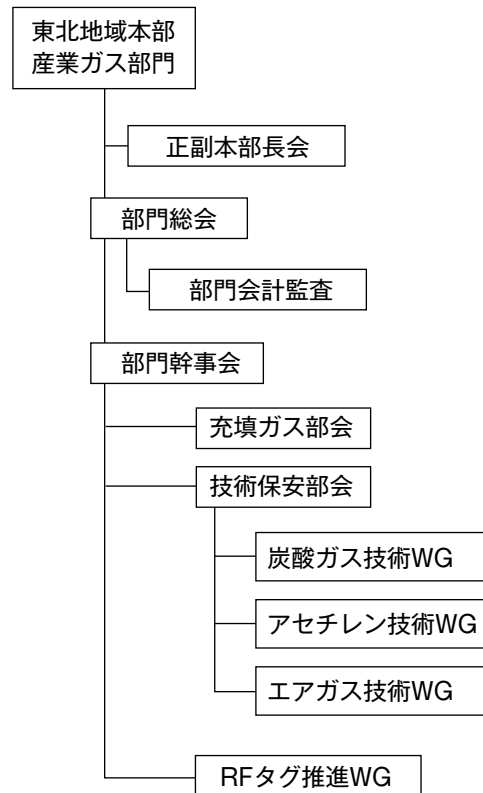 東北地域本部
産業ガス部門
正副本部長会
部門総会
部門会計監査
部門幹事会
充填ガス部会
技術保安部会
炭酸ガス技術WG
アセチレン技術WG
エアガス技術WG
RFタグ推進WG